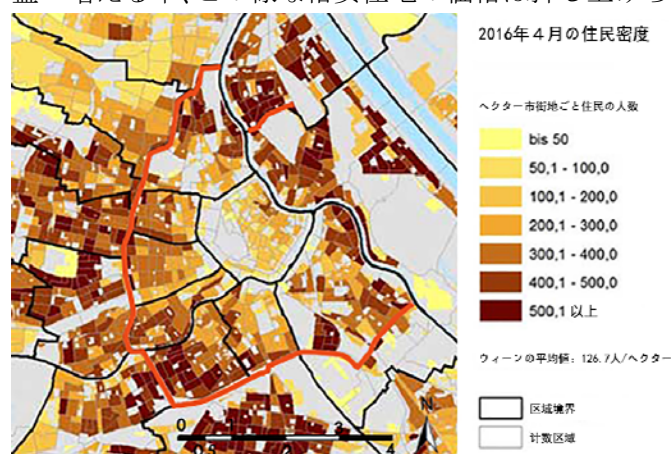 2016年4月の住民密度
ヘクター市街地ごと住民の人数
bis 50
50,1 - 100,0
100,1 - 200,0
200,1 - 300,0
300,1 - 400,0
400,1 - 500,0
500,1 以上
ウィーンの平均値：126.7人/ヘクター
区域境界
計数区域
N
0 1 2 3
0,5 4